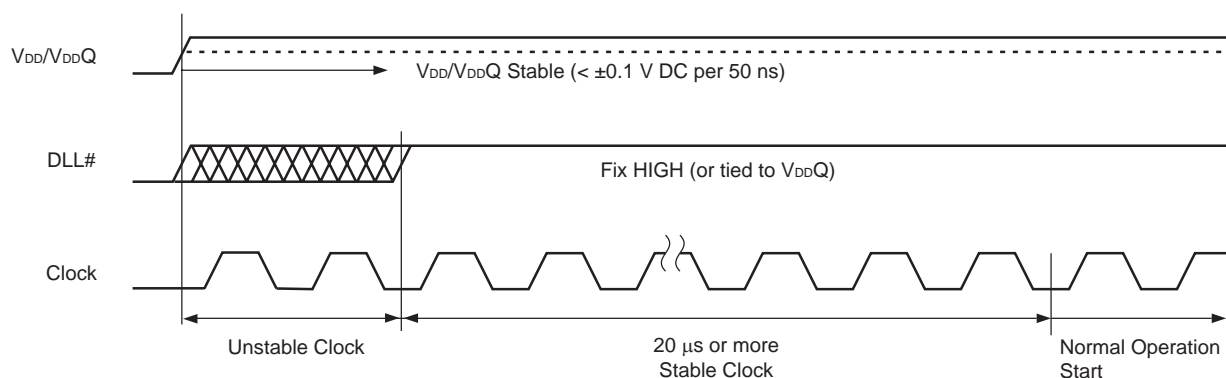 VDD/VDDQ
VDD/VDDQ Stable (< ±0.1 V DC per 50 ns)
DLL#
Fix HIGH (or tied to VDDQ)
Clock
Unstable Clock
20 μs or more
Stable Clock
Normal Operation
Start